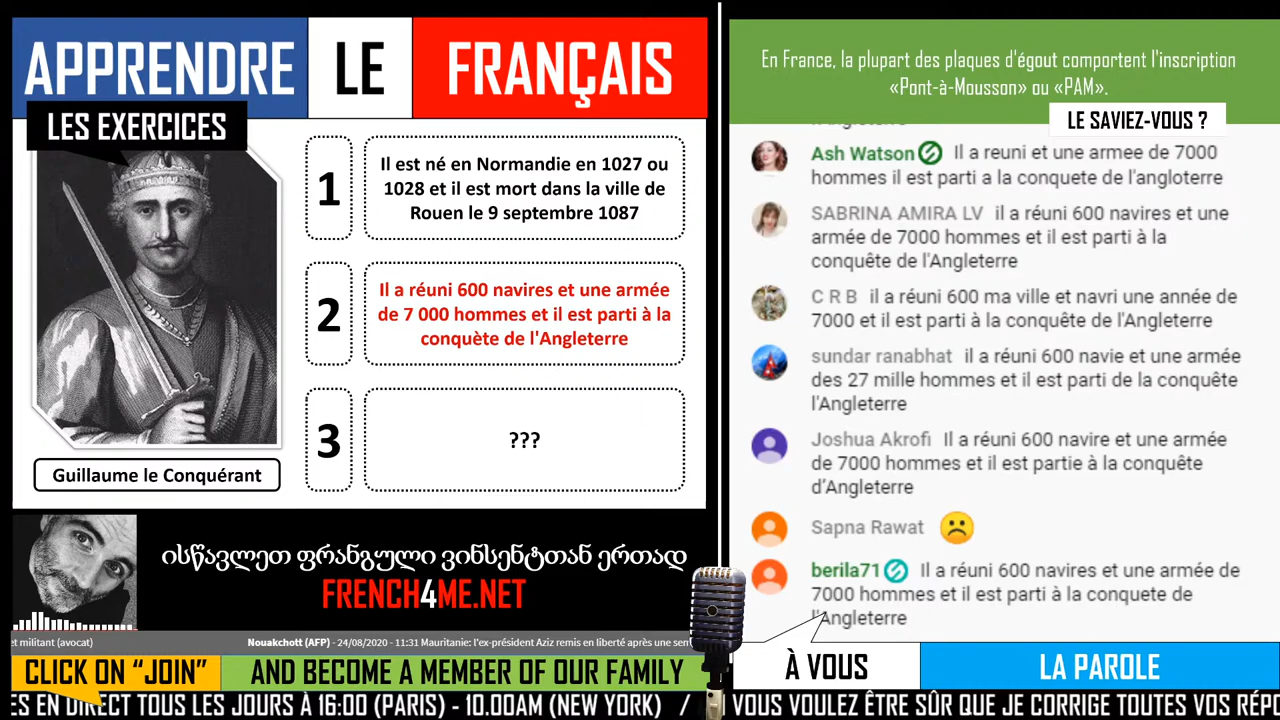 APPRENDRE LE FRANÇAIS
LES EXERCICES
1
Il est né en Normandie en 1027 ou
1028 et il est mort dans la ville de
Rouen le 9 septembre 1087
2
Il a réuni 600 navires et une armée
de 7 000 hommes et il est parti à la
conquète de l'Angleterre
3
???
Guillaume le Conquérant
ისწავლეთ ფრანგული ვინსენტთან ერთად
FRENCH4ME.NET
et militant (avocat)
Nouakchott (AFP) - 24/08/2020 - 11:31 Mauritanie: l'ex-président Aziz remis en liberté après une sen
CLICK ON “JOIN” AND BECOME A MEMBER OF OUR FAMILY
En France, la plupart des plaques d'égout comportent l'inscription
«Pont-à-Mousson» ou «PAM».
LE SAVIEZ-VOUS ?
Ash Watson Il a reuni et une armee de 7000
hommes il est parti a la conquete de l'angloterre
SABRINA AMIRA LV il a réuni 600 navires et une
armée de 7000 hommes et il est parti à la
conquête de l'Angleterre
C R B il a réuni 600 ma ville et navri une année de
7000 et il est parti à la conquête de l'Angleterre
sundar ranabhat il a réuni 600 navie et une armée
des 27 mille hommes et il est parti de la conquête
l'Angleterre
Joshua Akrofi Il a réuni 600 navire et une armée
de 7000 hommes et il est partie à la conquête
d’Angleterre
Sapna Rawat
berila71 Il a réuni 600 navires et une armée de
7000 hommes et il est parti à la conquete de
l'Angleterre
À VOUS LA PAROLE
ES EN DIRECT TOUS LES JOURS À 16:00 (PARIS) - 10.00AM (NEW YORK) / VOUS VOULEZ ÊTRE SÛR QUE JE CORRIGE TOUTES VOS RÉP